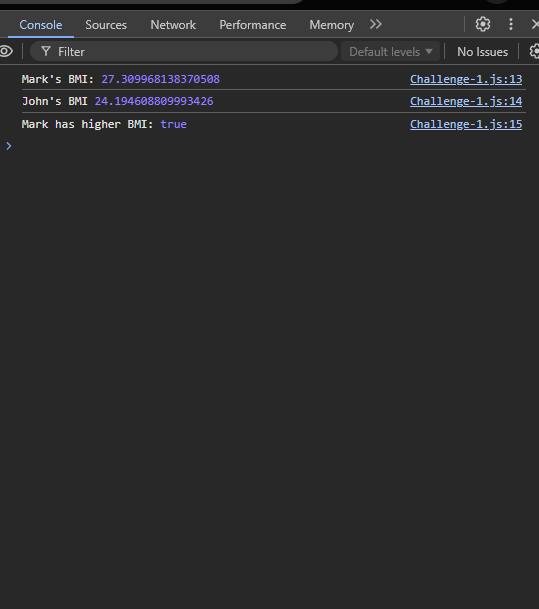 Console Sources Network Performance Memory
Filter Default levels No Issues
Mark's BMI: 27.309968138370508 Challenge-1.js:13
John's BMI 24.194608809993426 Challenge-1.js:14
Mark has higher BMI: true Challenge-1.js:15